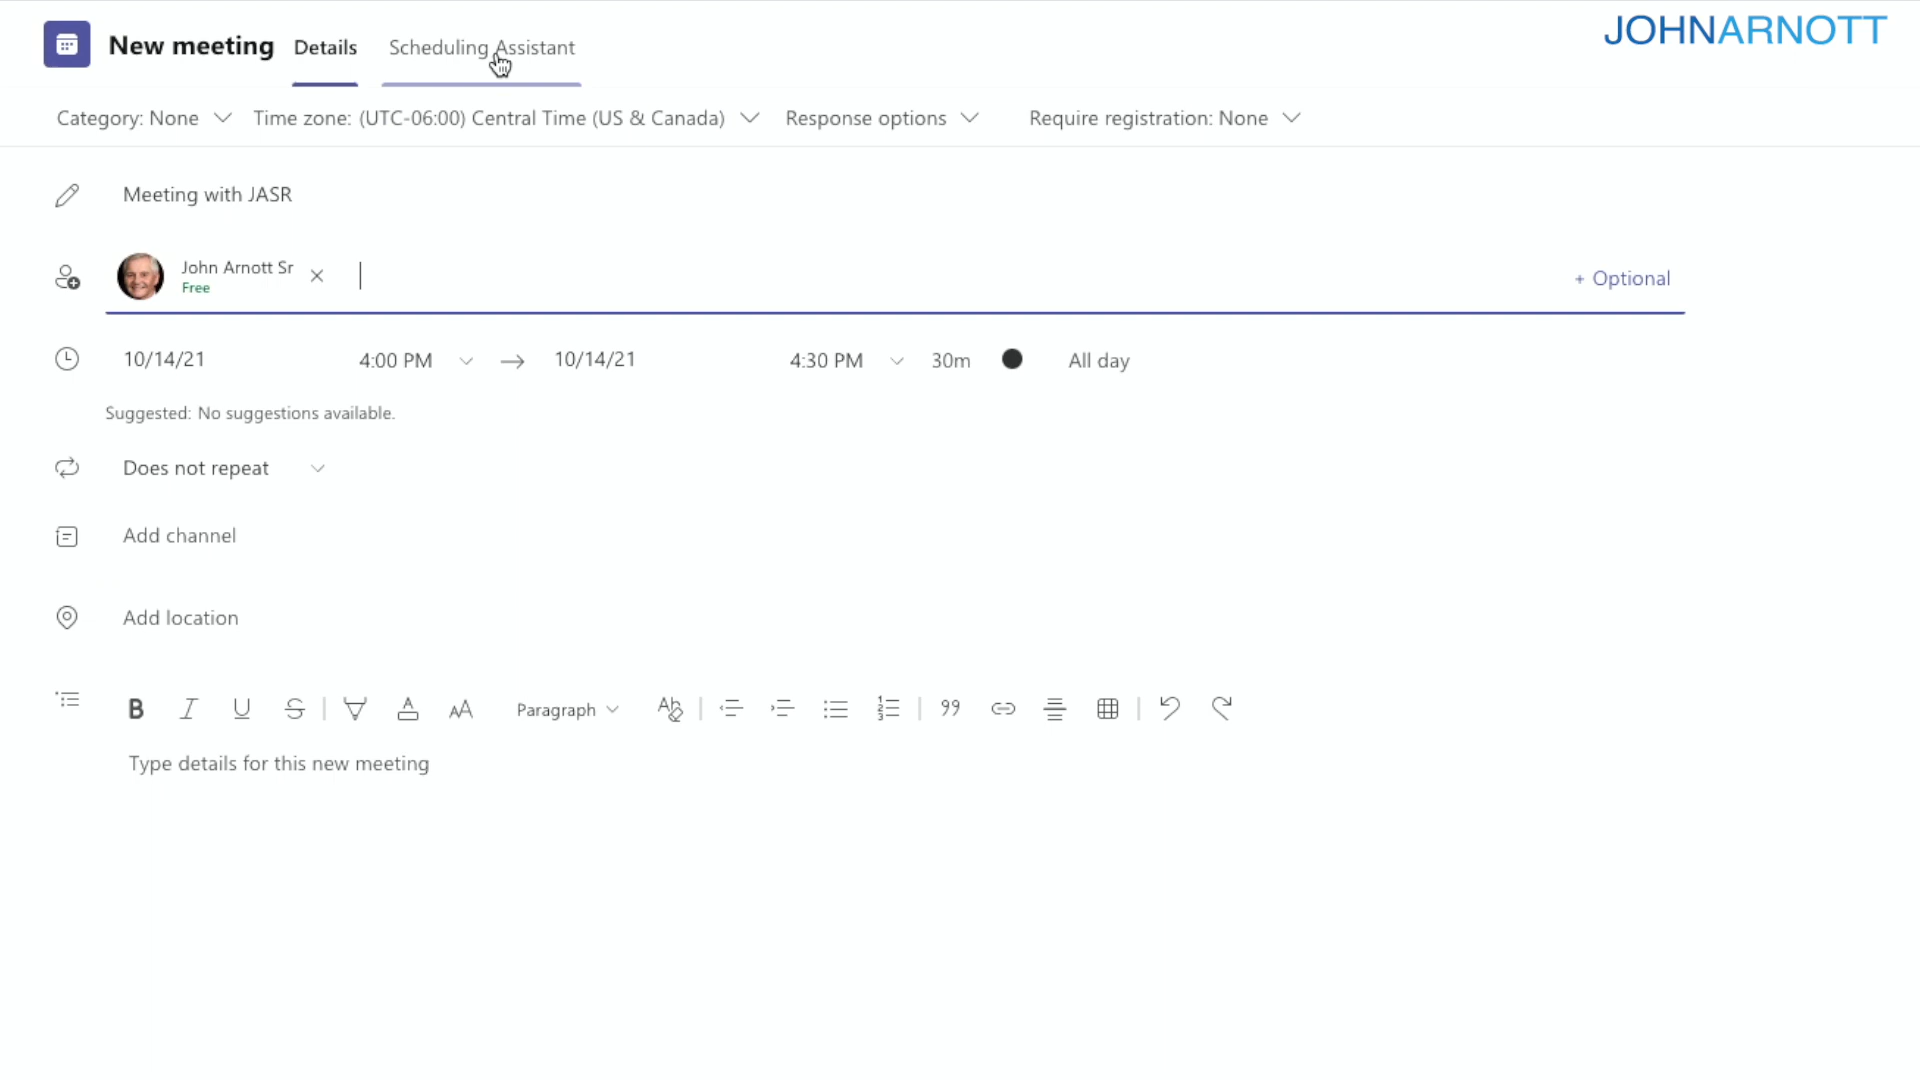 New meeting Details Scheduling Assistant
JOHNARNOTT
Category: None Time zone: (UTC-06:00) Central Time (US & Canada) Response options Require registration: None
Meeting with JASR
John Arnott Sr
Free
+ Optional
10/14/21 4:00 PM → 10/14/21 4:30 PM 30m All day
Suggested: No suggestions available.
Does not repeat
Add channel
Add location
Paragraph
Type details for this new meeting